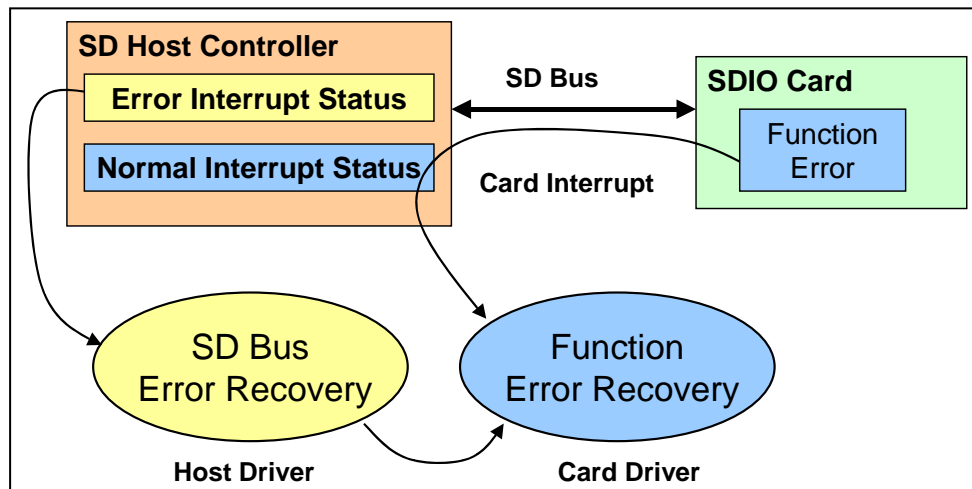 SD Host Controller
Error Interrupt Status
Normal Interrupt Status
SD Bus
Card Interrupt
SDIO Card
Function
Error
SD Bus
Error Recovery
Function
Error Recovery
Host Driver
Card Driver